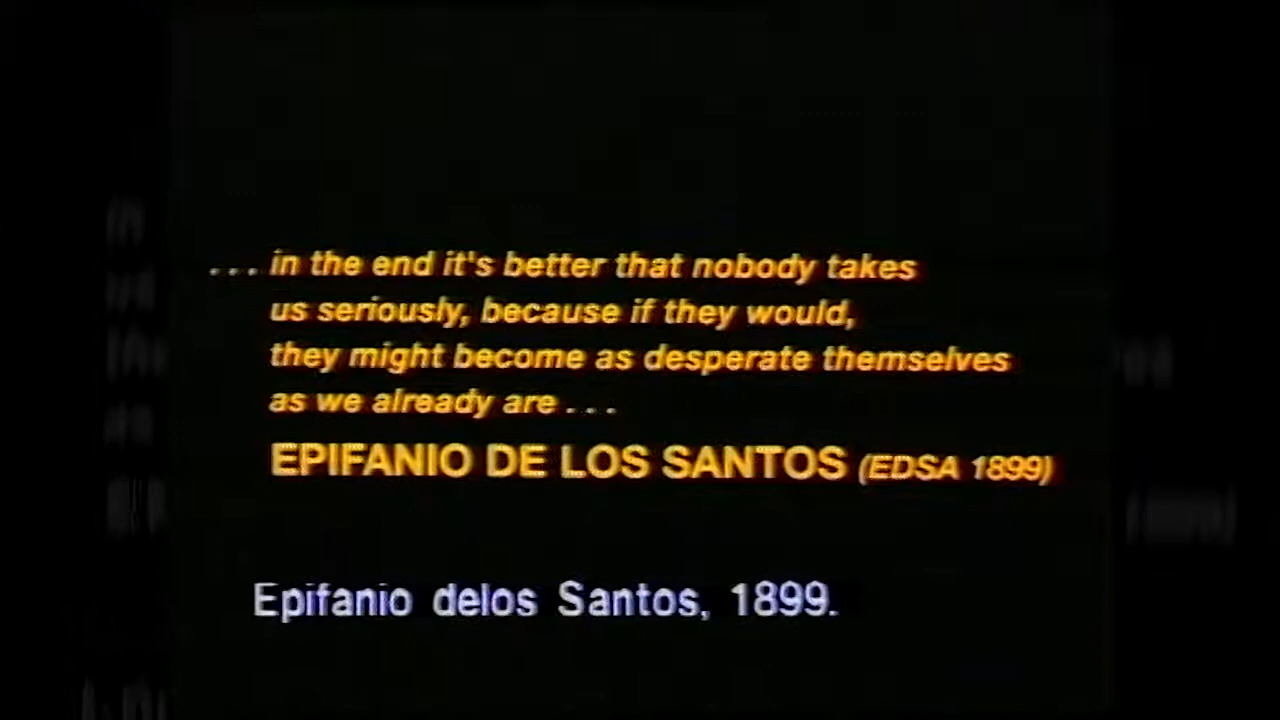 . . . in the end it's better that nobody takes
us seriously, because if they would,
they might become as desperate themselves
as we already are . . .
EPIFANIO DE LOS SANTOS (EDSA 1899)
Epifanio delos Santos, 1899.